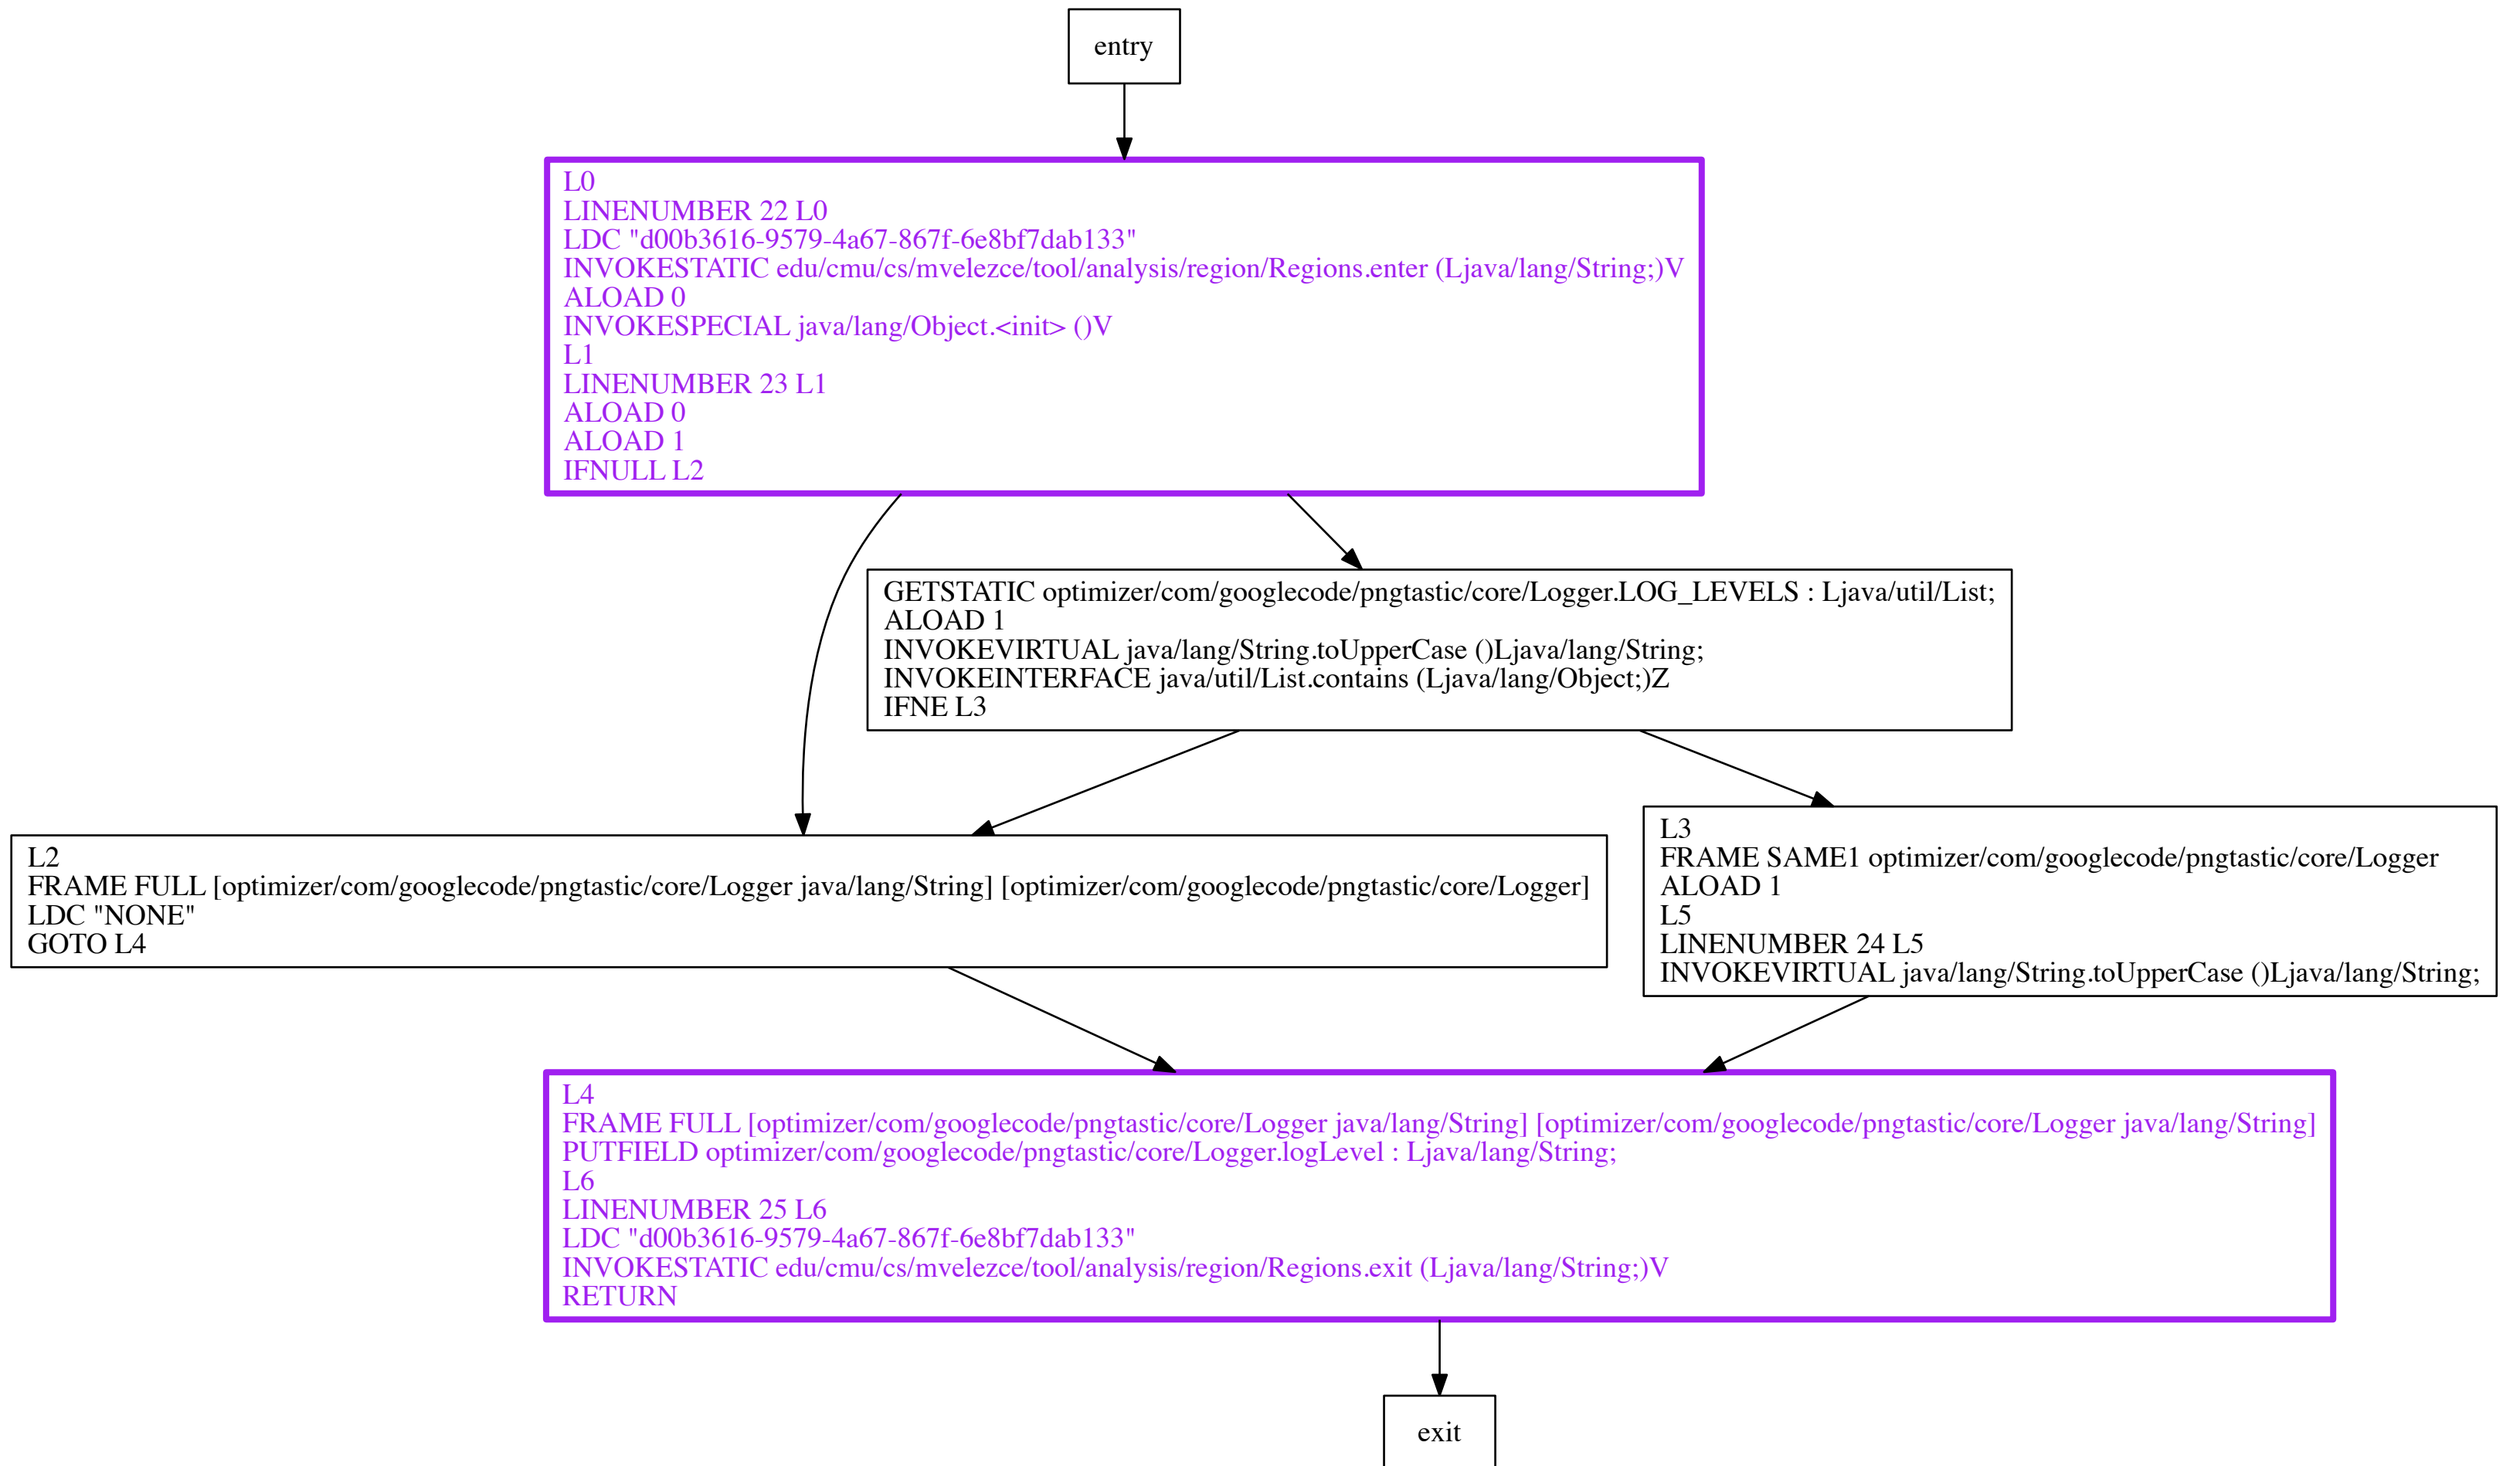 entry
L0
LINENUMBER 22 L0
LDC "d00b3616-9579-4a67-867f-6e8bf7dab133"
INVOKESTATIC edu/cmu/cs/mvelezce/tool/analysis/region/Regions.enter (Ljava/lang/String;)V
ALOAD 0
INVOKESPECIAL java/lang/Object.<init> ()V
L1
LINENUMBER 23 L1
ALOAD 0
ALOAD 1
IFNULL L2
GETSTATIC optimizer/com/googlecode/pngtastic/core/Logger.LOG_LEVELS : Ljava/util/List;
ALOAD 1
INVOKEVIRTUAL java/lang/String.toUpperCase ()Ljava/lang/String;
INVOKEINTERFACE java/util/List.contains (Ljava/lang/Object;)Z
IFNE L3
L2
FRAME FULL [optimizer/com/googlecode/pngtastic/core/Logger java/lang/String] [optimizer/com/googlecode/pngtastic/core/Logger]
LDC "NONE"
GOTO L4
L3
FRAME SAME1 optimizer/com/googlecode/pngtastic/core/Logger
ALOAD 1
L5
LINENUMBER 24 L5
INVOKEVIRTUAL java/lang/String.toUpperCase ()Ljava/lang/String;
L4
FRAME FULL [optimizer/com/googlecode/pngtastic/core/Logger java/lang/String] [optimizer/com/googlecode/pngtastic/core/Logger java/lang/String]
PUTFIELD optimizer/com/googlecode/pngtastic/core/Logger.logLevel : Ljava/lang/String;
L6
LINENUMBER 25 L6
LDC "d00b3616-9579-4a67-867f-6e8bf7dab133"
INVOKESTATIC edu/cmu/cs/mvelezce/tool/analysis/region/Regions.exit (Ljava/lang/String;)V
RETURN
exit